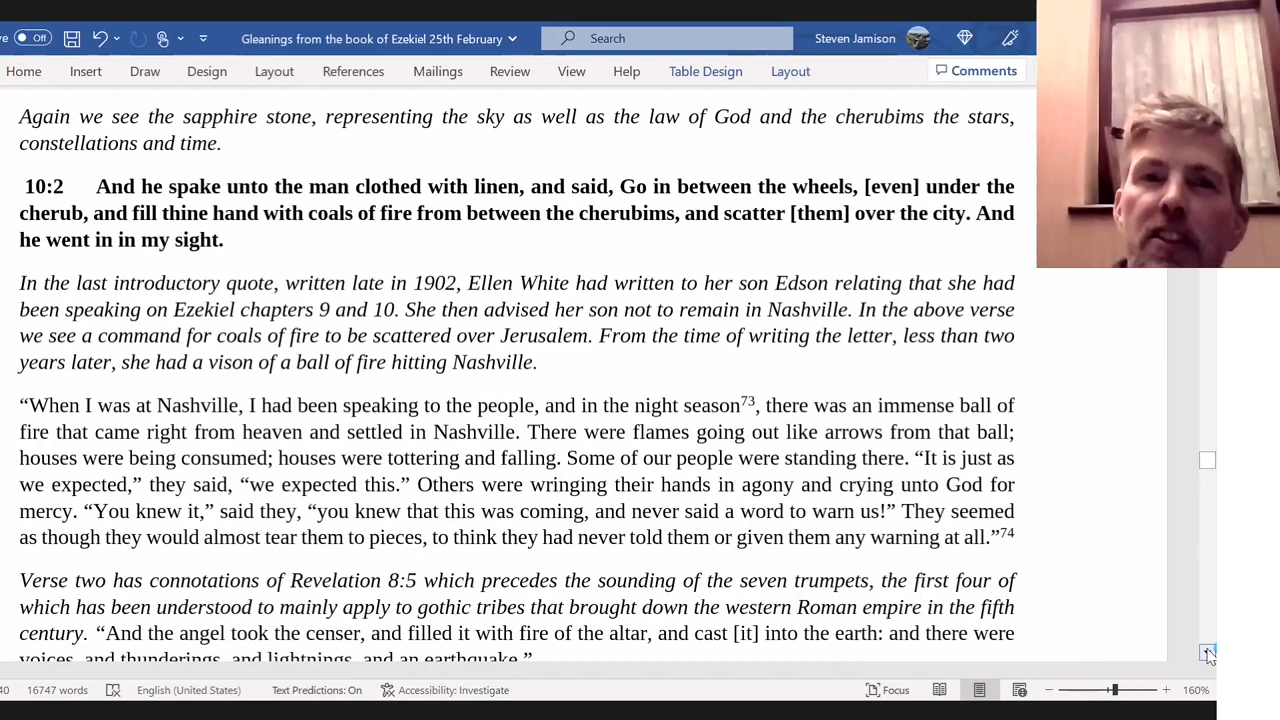 Off
Gleanings from the book of Ezekiel 25th February
Search
Steven Jamison
Home Insert Draw Design Layout References Mailings Review View Help Table Design Layout Comments
Again we see the sapphire stone, representing the sky as well as the law of God and the cherubims the stars,
constellations and time.
10:2 And he spake unto the man clothed with linen, and said, Go in between the wheels, [even] under the
cherub, and fill thine hand with coals of fire from between the cherubims, and scatter [them] over the city. And
he went in in my sight.
In the last introductory quote, written late in 1902, Ellen White had written to her son Edson relating that she had
been speaking on Ezekiel chapters 9 and 10. She then advised her son not to remain in Nashville. In the above verse
we see a command for coals of fire to be scattered over Jerusalem. From the time of writing the letter, less than two
years later, she had a vison of a ball of fire hitting Nashville.
“When I was at Nashville, I had been speaking to the people, and in the night season73, there was an immense ball of
fire that came right from heaven and settled in Nashville. There were flames going out like arrows from that ball;
houses were being consumed; houses were tottering and falling. Some of our people were standing there. “It is just as
we expected,” they said, “we expected this.” Others were wringing their hands in agony and crying unto God for
mercy. “You knew it,” said they, “you knew that this was coming, and never said a word to warn us!” They seemed
as though they would almost tear them to pieces, to think they had never told them or given them any warning at all.”74
Verse two has connotations of Revelation 8:5 which precedes the sounding of the seven trumpets, the first four of
which has been understood to mainly apply to gothic tribes that brought down the western Roman empire in the fifth
century. “And the angel took the censer, and filled it with fire of the altar, and cast [it] into the earth: and there were
voices, and thunderings, and lightnings, and an earthquake.”
40 16747 words English (United States) Text Predictions: On Accessibility: Investigate Focus 160%